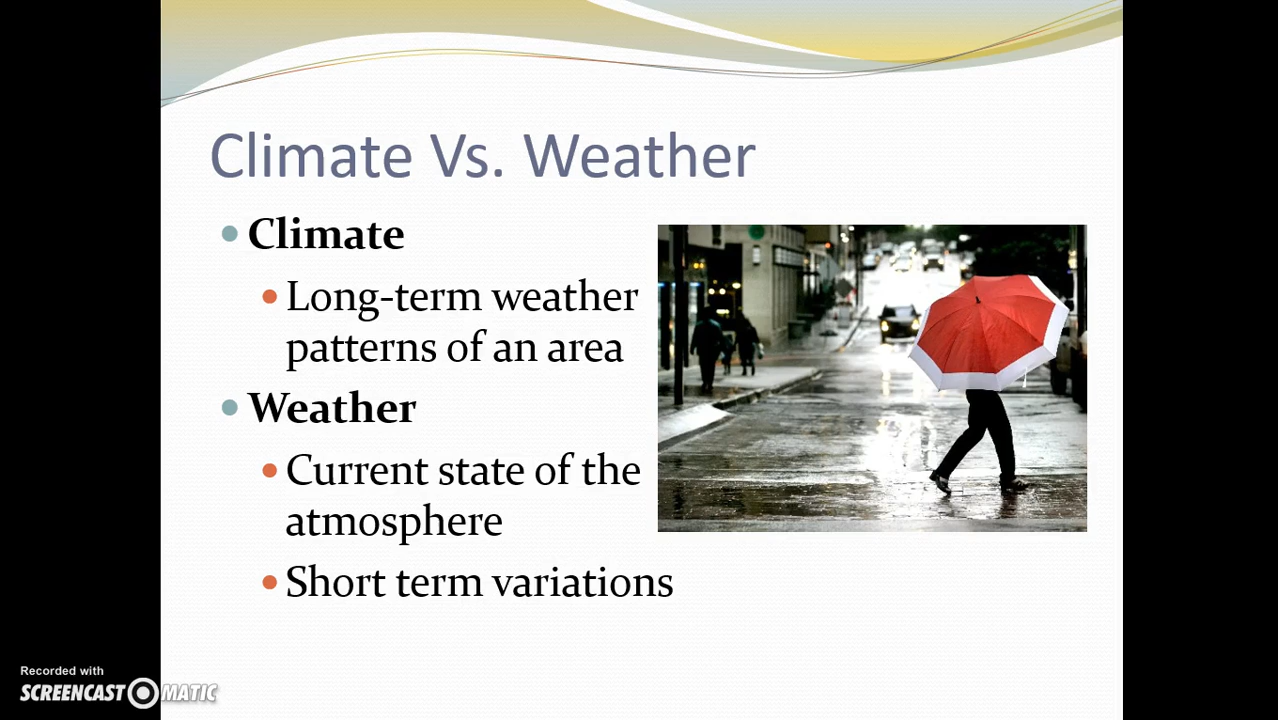 Climate Vs. Weather
Climate
Long-term weather
patterns of an area
Weather
Current state of the
atmosphere
Short term variations
Recorded with
SCREENCAST MATIC